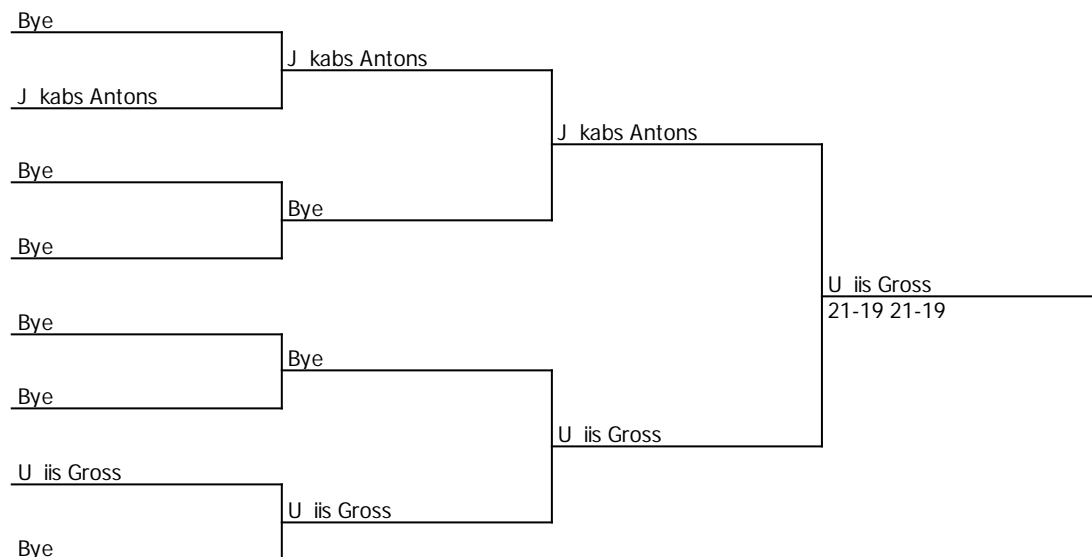 Bye
J kabs Antons
J kabs Antons
J kabs Antons
Bye
Bye
Bye
U iis Gross
21-19 21-19
Bye
Bye
Bye
U iis Gross
U iis Gross
U iis Gross
Bye